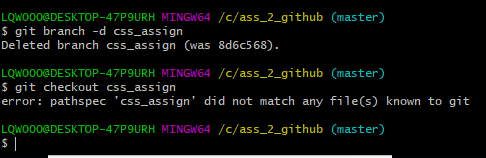 LQWOOO@DESKTOP-47P9URH MINGW64 /c/ass_2_github (master)
$ git branch -d css_assign
Deleted branch css_assign (was 8d6c568).
LQWOOO@DESKTOP-47P9URH MINGW64 /c/ass_2_github (master)
$ git checkout css_assign
error: pathspec 'css_assign' did not match any file(s) known to git
LQWOOO@DESKTOP-47P9URH MINGW64 /c/ass_2_github (master)
$